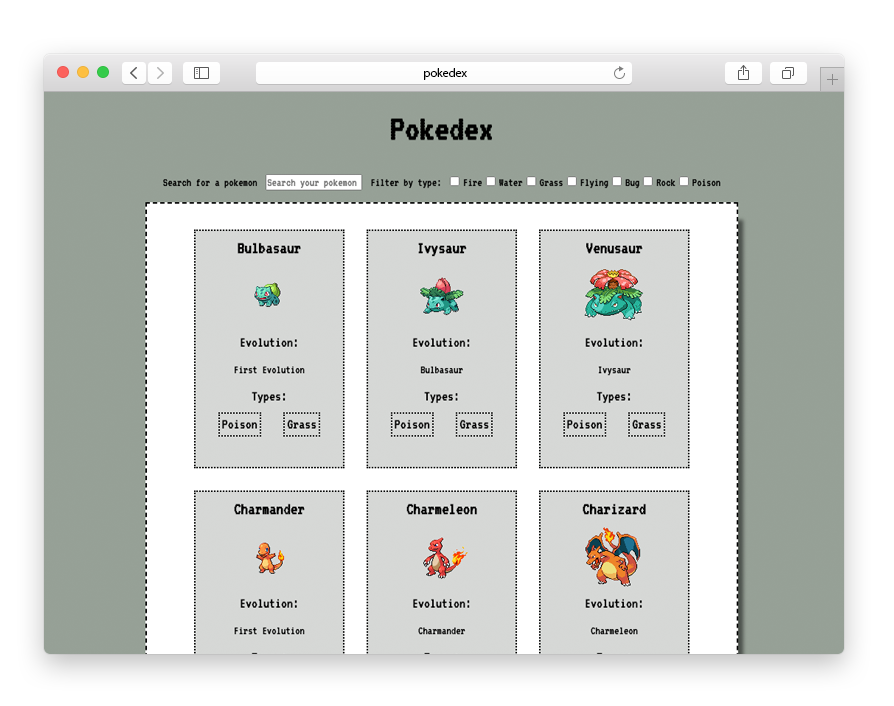 pokedex
Pokedex
Search for a pokemon Search your pokemon Filter by type: Fire Water Grass Flying Bug Rock Poison
Bulbasaur Ivysaur Venusaur
Evolution: Evolution: Evolution:
First Evolution Bulbasaur Ivysaur
Types: Types: Types:
Poison Grass Poison Grass Poison Grass
Charmander Charmeleon Charizard
Evolution: Evolution: Evolution:
First Evolution Charmander Charmeleon